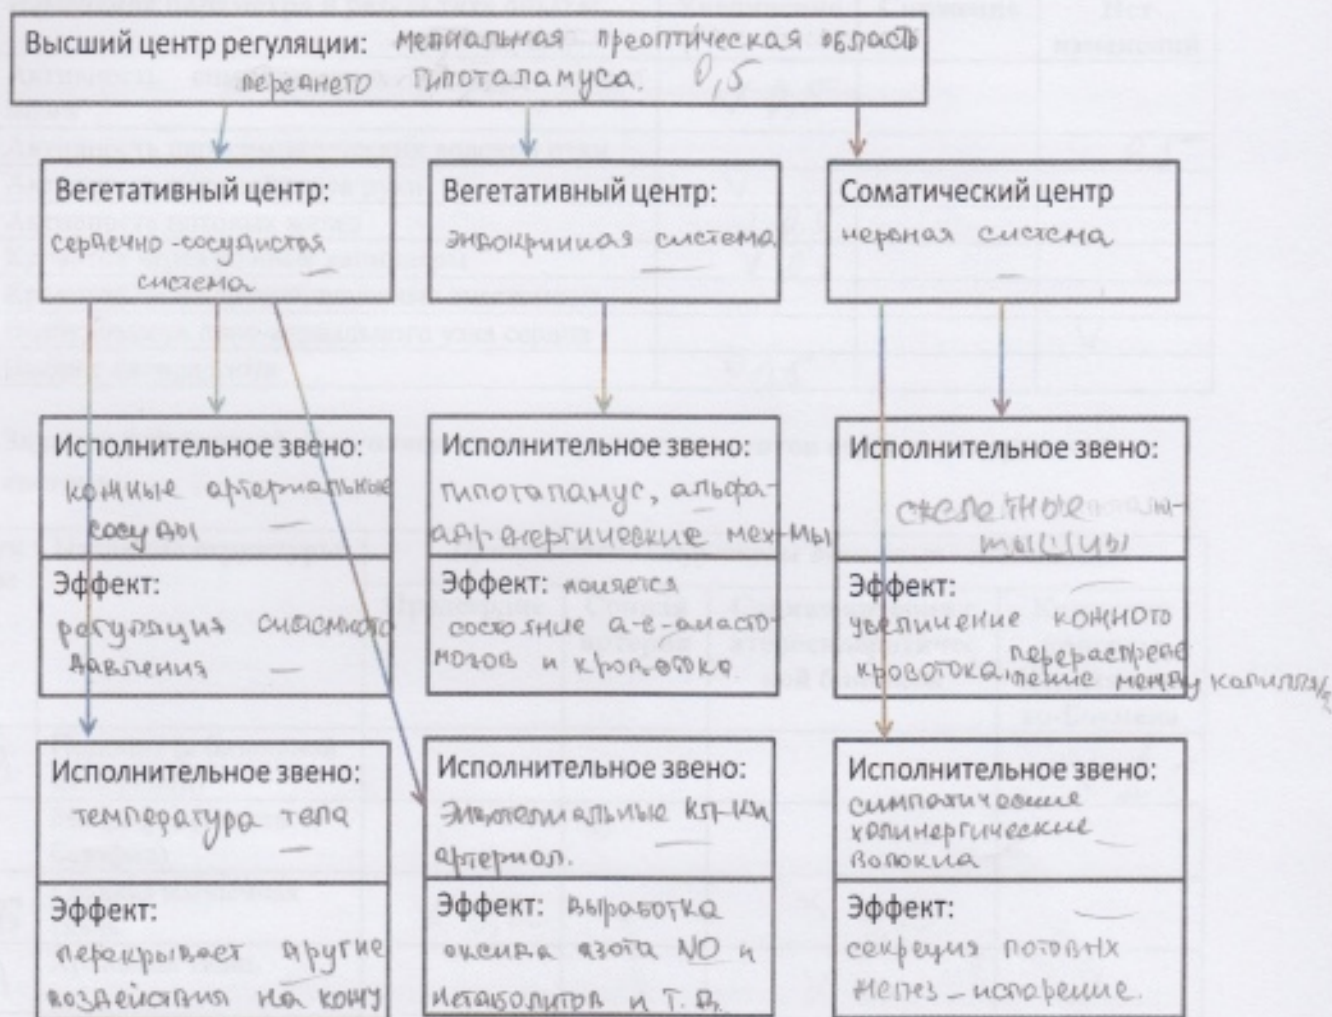 Высший центр регуляции: медиальная преоптическая область
переднего гипоталамуса. 0,5
Вегетативный центр:
сердечно-сосудистая
система
Вегетативный центр:
эндокринная система
Соматический центр
нервная система
Исполнительное звено:
кожные артериальные
сосуды
Эффект:
регуляция системного
давления
Исполнительное звено:
гипоталамус, альфа-
адренергические мех-мы
Эффект: меняется
состояние а-в-анасто-
мозов и кровотока.
Исполнительное звено:
скелетные
мышцы
Эффект:
увеличение кожного
кровотока, перераспреде
ление между
Исполнительное звено:
температура тела
Эффект:
перекрывает другие
воздействия на кожу
Исполнительное звено:
Эндотелиальные кл-ки
артериол.
Эффект: выработка
оксида азота NO и
метаболитов и т.д.
Исполнительное звено:
симпатические
холинергические
волокна
Эффект:
секреция потовых
желез - испарение.